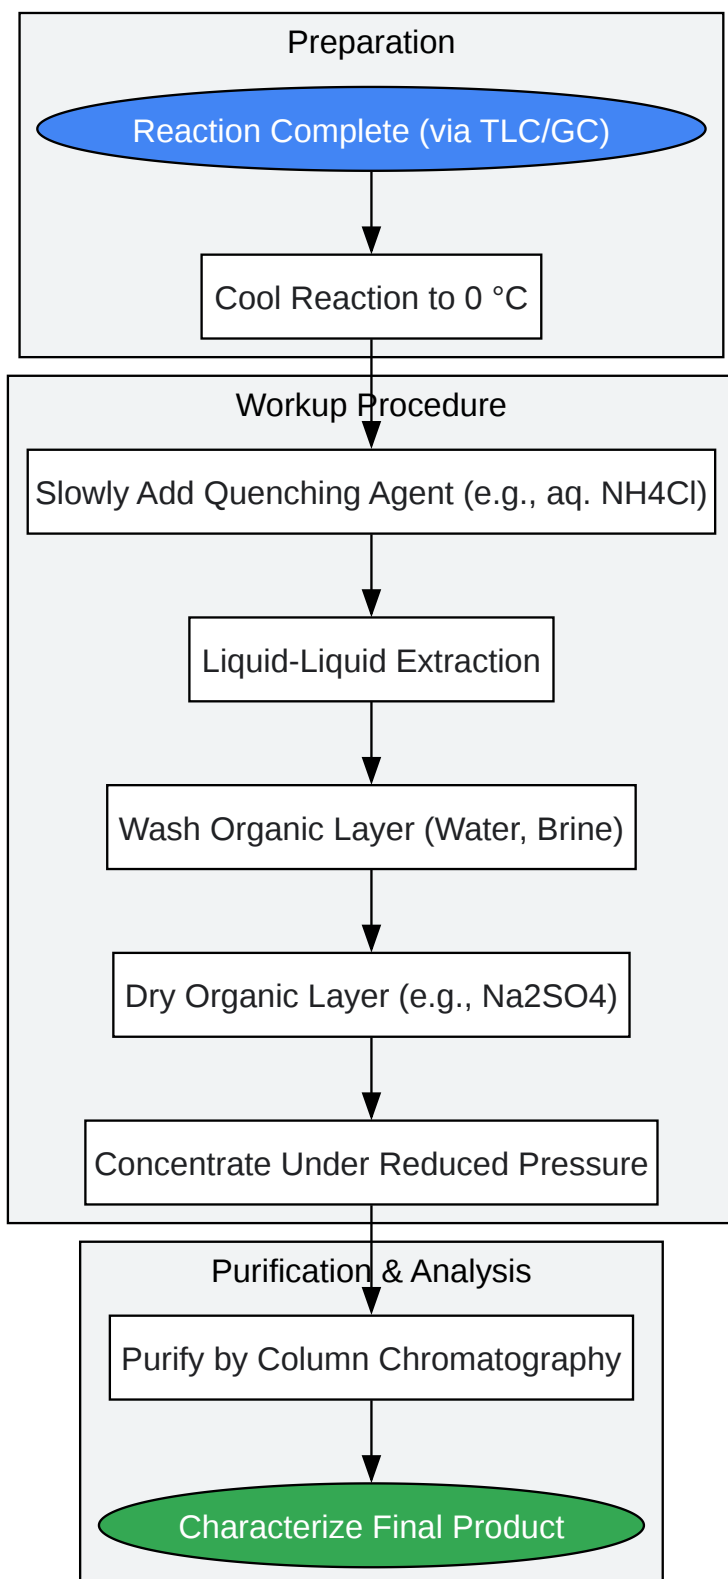 Preparation
Reaction Complete (via TLC/GC)
Cool Reaction to 0 °C
Workup Procedure
Slowly Add Quenching Agent (e.g., aq. NH4Cl)
Liquid-Liquid Extraction
Wash Organic Layer (Water, Brine)
Dry Organic Layer (e.g., Na2SO4)
Concentrate Under Reduced Pressure
Purification & Analysis
Purify by Column Chromatography
Characterize Final Product